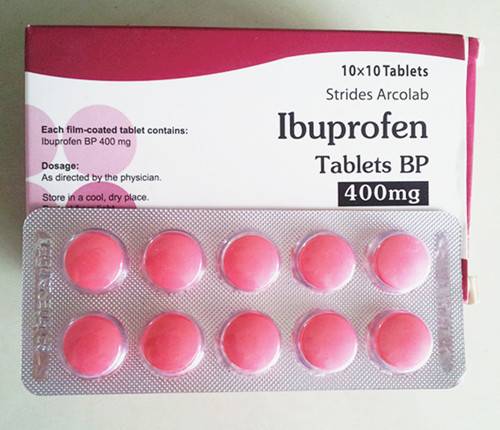 10×10 Tablets
Strides Arcolab
Ibuprofen
Tablets BP
400mg
Each film-coated tablet contains:
Ibuprofen BP 400 mg
Dosage:
As directed by the physician.
Store in a cool, dry place.